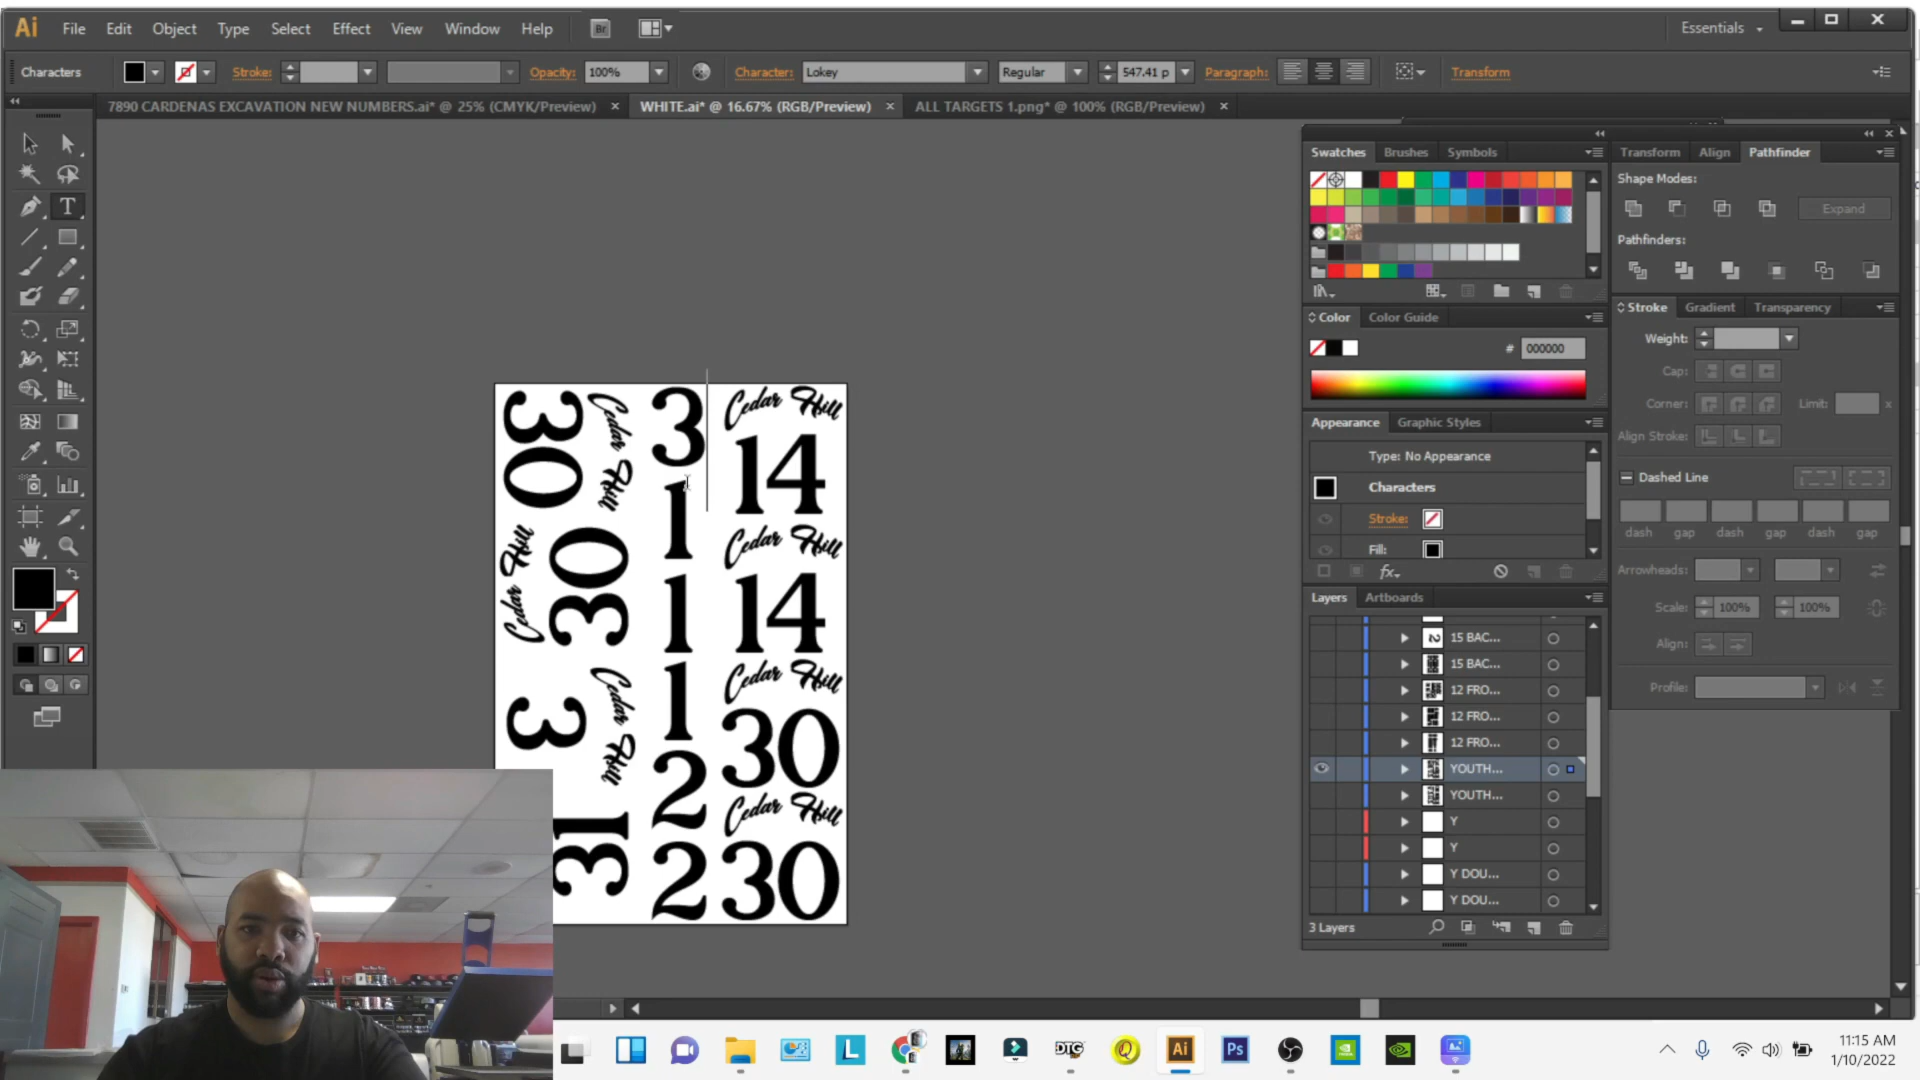 Ai File Edit Object Type Select Effect View Window Help Br Essentials
Characters Stroke: Opacity: 100% Character: Lokey Regular 547.41 p Paragraph: Transform
7890 CARDENAS EXCAVATION NEW NUMBERS.ai* @ 25% (CMYK/Preview) WHITE.ai* @ 16.67% (RGB/Preview) ALL TARGETS 1.png* @ 100% (RGB/Preview)
Swatches Brushes Symbols
Transform Align Pathfinder
Shape Modes:
Expand
Pathfinders:
Color Color Guide
# 000000
Stroke Gradient Transparency
Weight:
Cap:
Corner: Limit: x
Align Stroke:
Dashed Line
dash gap dash gap dash gap
Arrowheads:
Scale: 100% 100%
Align:
Profile:
Appearance Graphic Styles
Type: No Appearance
Characters
Stroke:
Fill:
fx
Layers Artboards
15 BAC...
15 BAC...
12 FRO...
12 FRO...
12 FRO...
YOUTH...
YOUTH...
Y
Y
Y DOU...
Y DOU...
3 Layers
30
Cedar Hill
Cedar Hill
30
3
Cedar Hill
31
3
1
1
1
2
2
Cedar Hill
14
Cedar Hill
14
Cedar Hill
30
Cedar Hill
30
L DTG Q Ai Ps
11:15 AM
1/10/2022